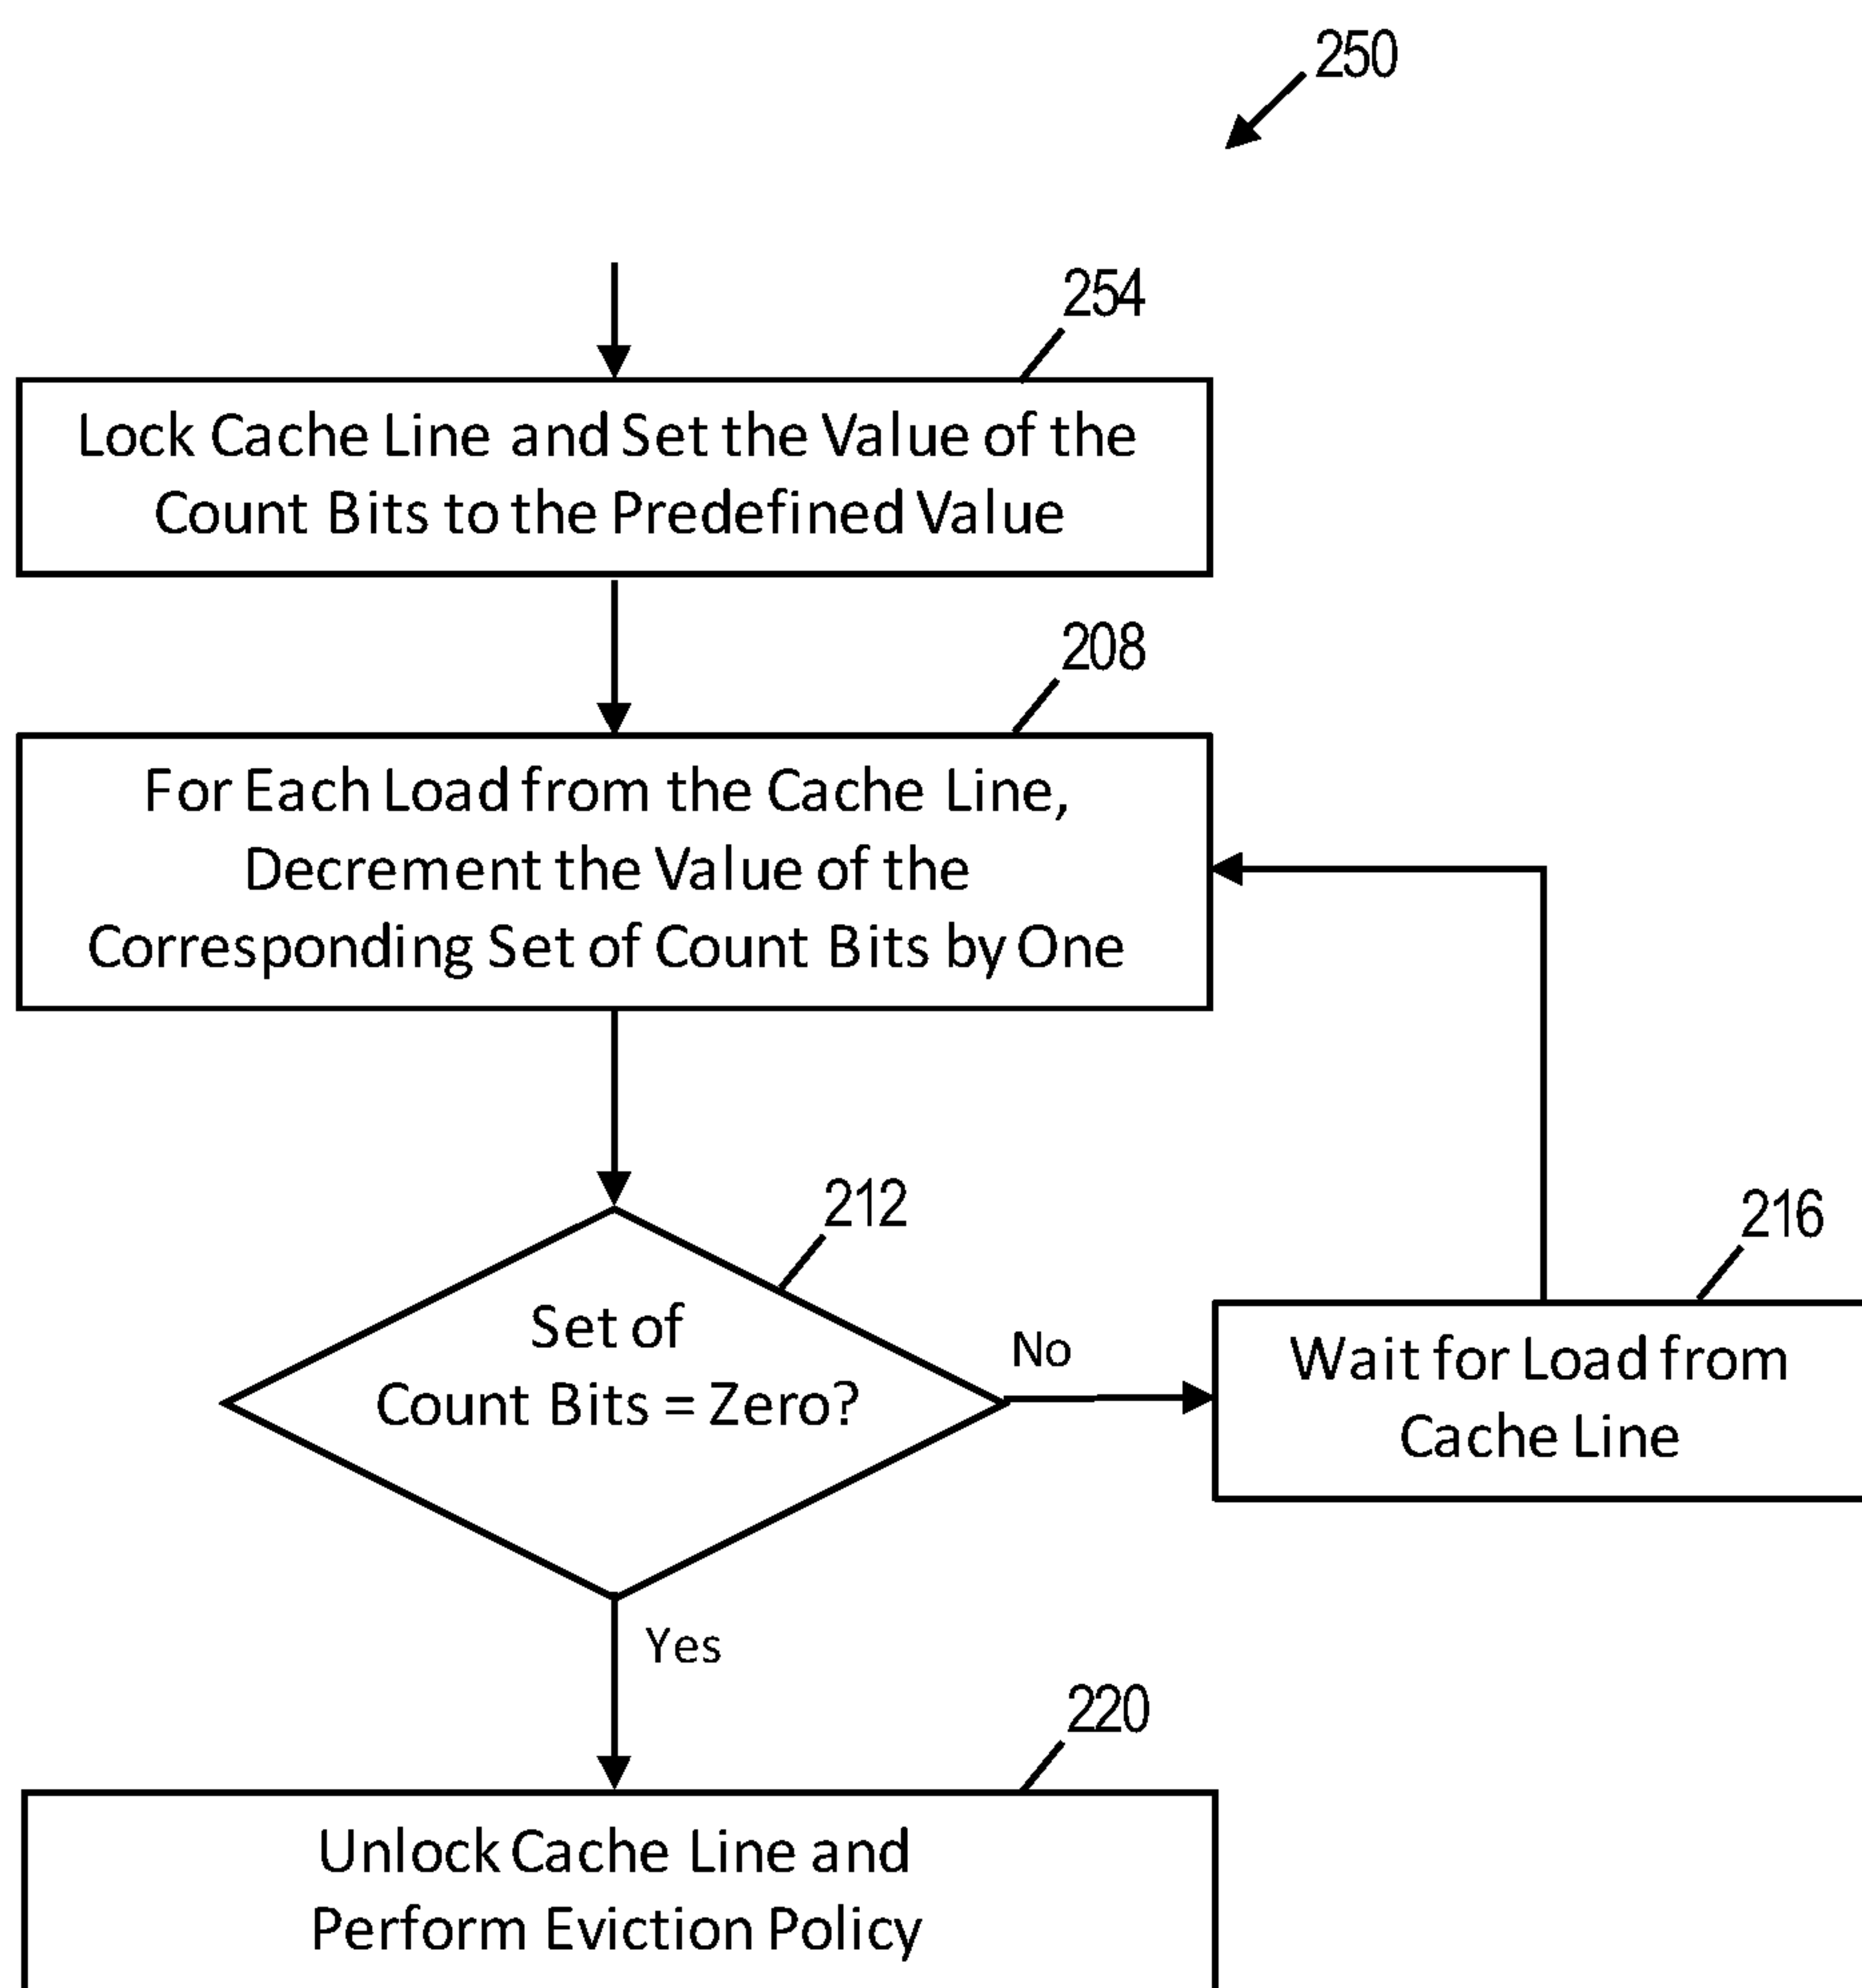 250
254
Lock Cache Line and Set the Value of the
Count Bits to the Predefined Value
208
For Each Load from the Cache Line,
Decrement the Value of the
Corresponding Set of Count Bits by One
212
Set of
Count Bits = Zero?
No
216
Wait for Load from
Cache Line
Yes
220
Unlock Cache Line and
Perform Eviction Policy